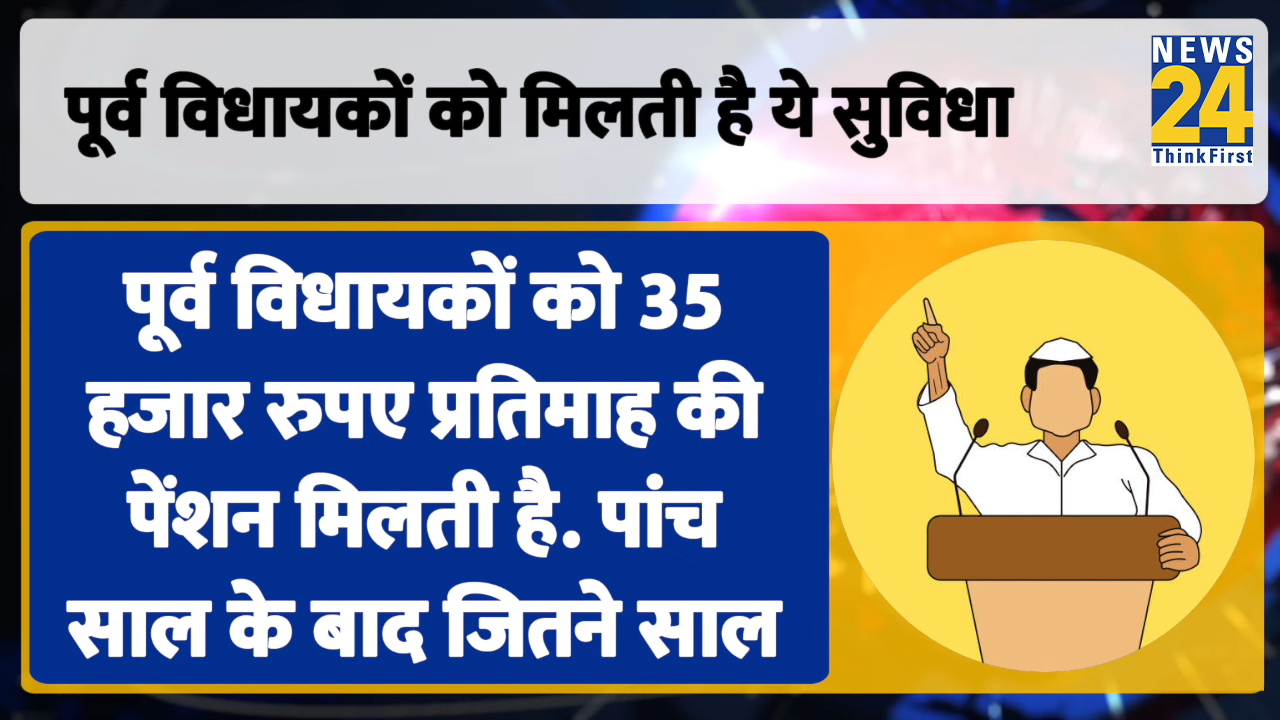 पूर्व विधायकों को मिलती है ये सुविधा
NEWS
24
ThinkFirst
पूर्व विधायकों को 35
हजार रुपए प्रतिमाह की
पेंशन मिलती है. पांच
साल के बाद जितने साल